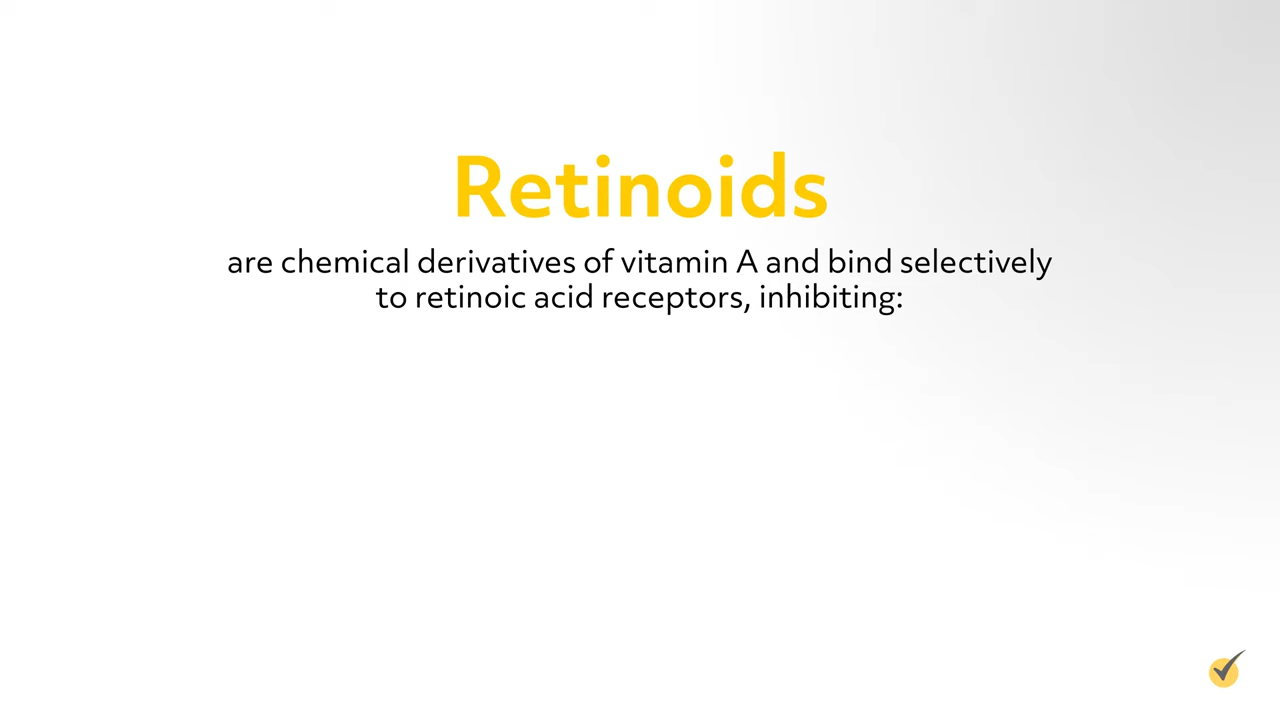 Retinoids
are chemical derivatives of vitamin A and bind selectively
to retinoic acid receptors, inhibiting: